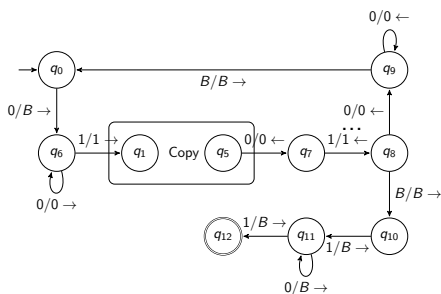 0/0 ←
q0
q9
B/B →
0/B →
0/0 ←
...
q6
1/1 →
q1
Copy
q5
0/0 ←
q7
1/1 ←
q8
0/0 →
B/B →
q12
1/B →
q11
1/B →
q10
0/B →